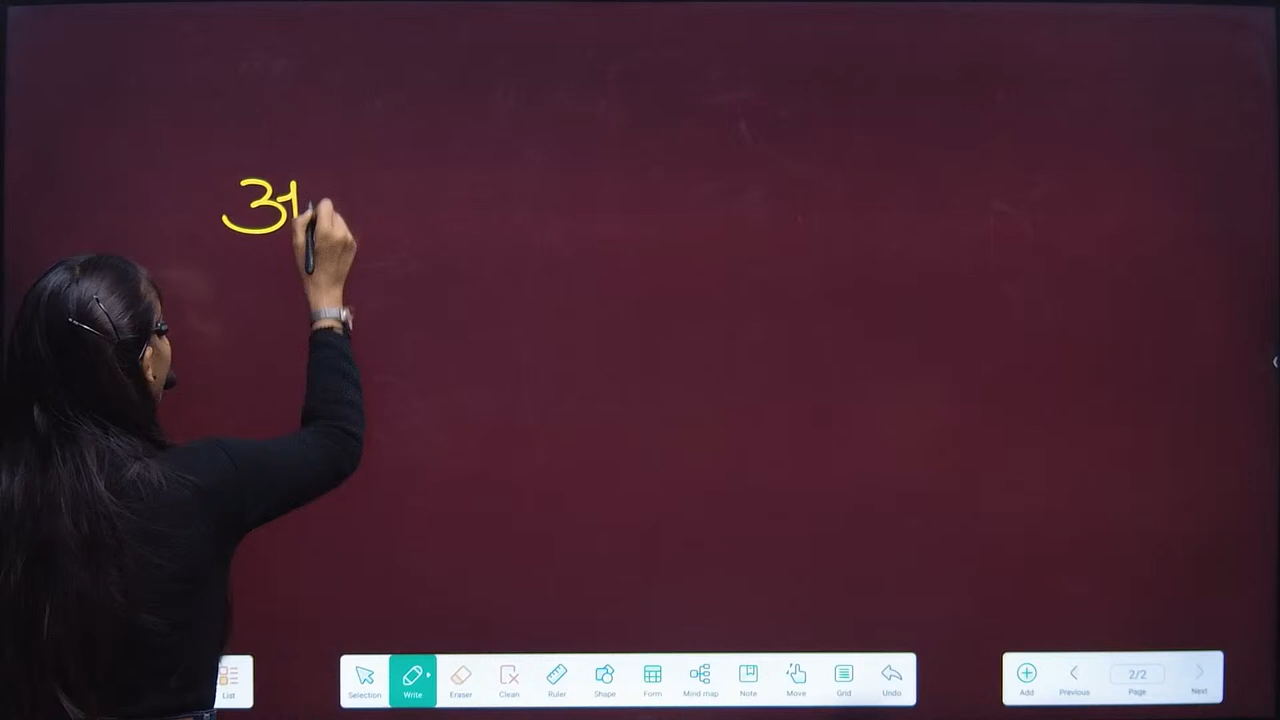 अ
List
Selection
Write
Eraser
Clean
Ruler
Shape
Form
Mind map
Note
Move
Grid
Undo
Add
Previous
2/2
Page
Next